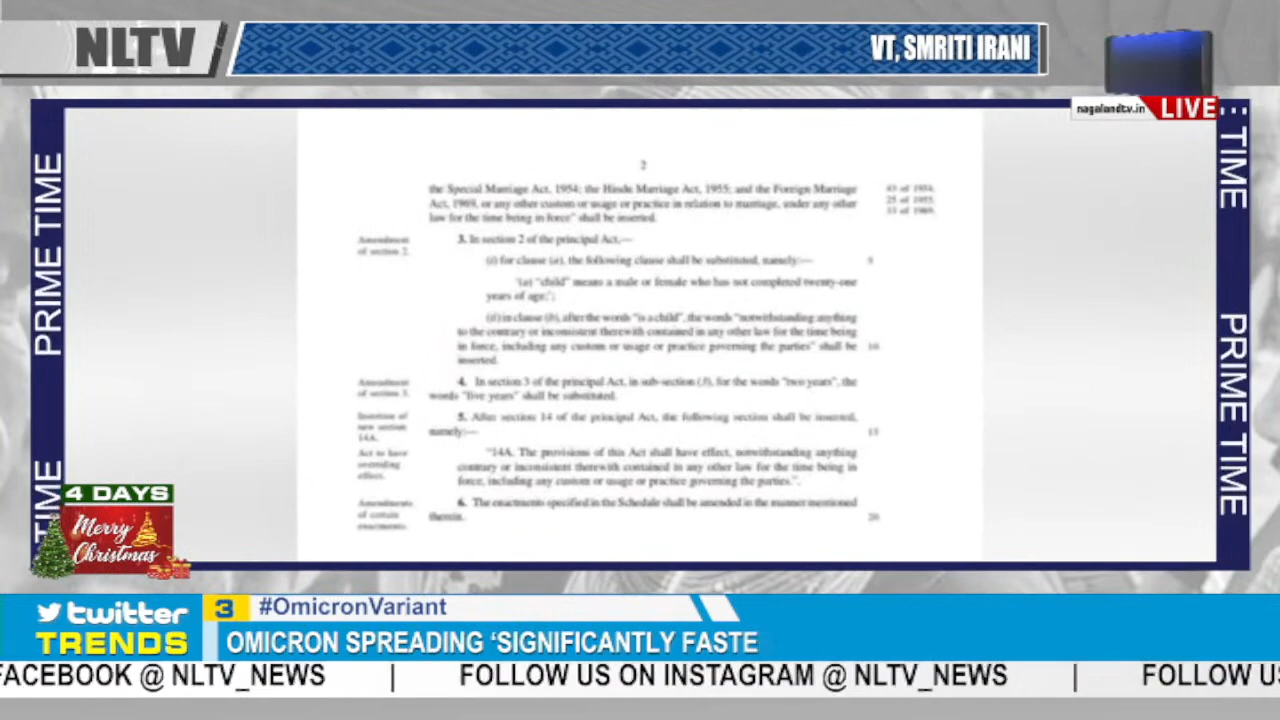 NLTV
VT, SMRITI IRANI
nagalandtv.in LIVE
PRIME TIME
TIME
TIME
PRIME TIME
2
the Special Marriage Act, 1954; the Hindu Marriage Act, 1955; and the Foreign Marriage
43 of 1954.
Act, 1969, or any other custom or usage or practice in relation to marriage, under any other
25 of 1955.
33 of 1969.
law for the time being in force" shall be inserted.
Amendment
of section 2.
3. In section 2 of the principal Act,—
(i) for clause (a), the following clause shall be substituted, namely:—
5
'(a) "child" means a male or female who has not completed twenty-one
years of age;';
(ii) in clause (b), after the words "is a child", the words "notwithstanding anything
to the contrary or inconsistent therewith contained in any other law for the time being
in force, including any custom or usage or practice governing the parties" shall be
10
inserted.
Amendment
of section 3.
4. In section 3 of the principal Act, in sub-section (3), for the words "two years", the
words "five years" shall be substituted.
Insertion of
new section
14A.
5. After section 14 of the principal Act, the following section shall be inserted,
namely:—
15
Act to have
overriding
effect.
"14A. The provisions of this Act shall have effect, notwithstanding anything
contrary or inconsistent therewith contained in any other law for the time being in
force, including any custom or usage or practice governing the parties.".
Amendments
of certain
enactments.
6. The enactments specified in the Schedule shall be amended in the manner mentioned
therein.
20
4 DAYS
Merry
Christmas
twitter
TRENDS
3 #OmicronVariant
OMICRON SPREADING ‘SIGNIFICANTLY FASTE
FACEBOOK @ NLTV_NEWS | FOLLOW US ON INSTAGRAM @ NLTV_NEWS | FOLLOW US